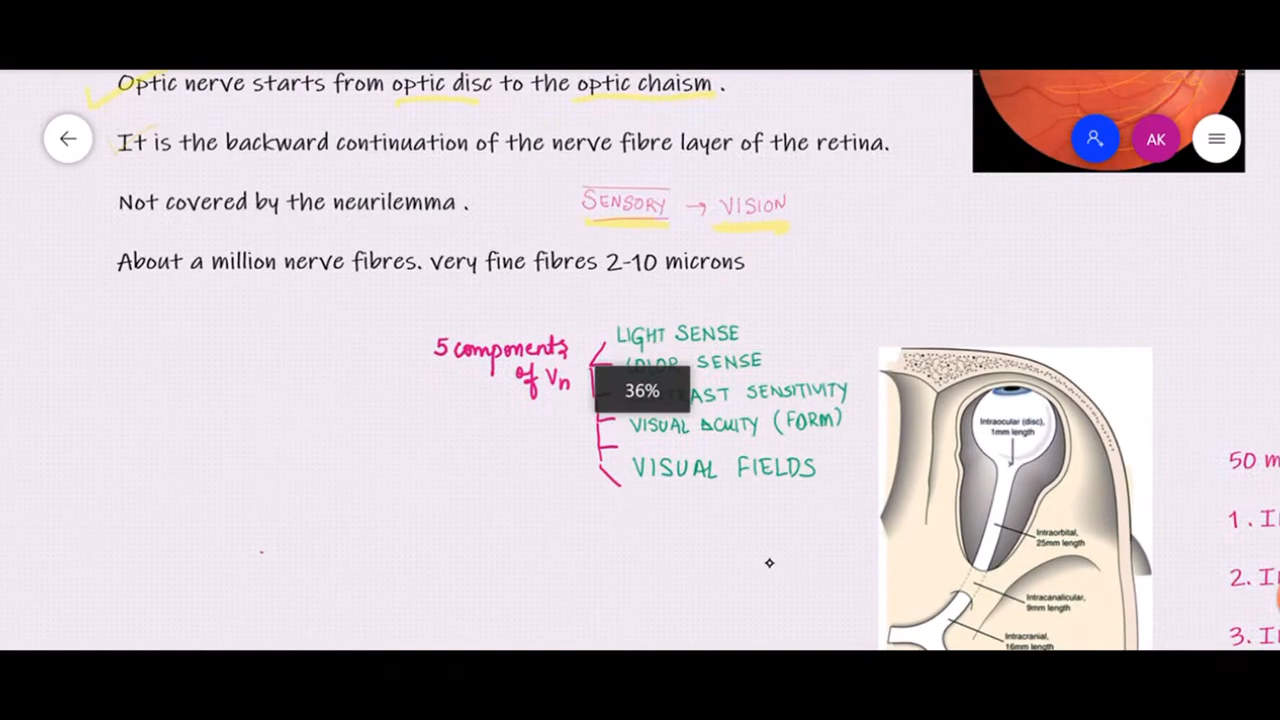 Optic nerve starts from optic disc to the optic chaism .
AK
It is the backward continuation of the nerve fibre layer of the retina.
Not covered by the neurilemma .
SENSORY → VISION
About a million nerve fibres. very fine fibres 2-10 microns
5 components
of Vn
LIGHT SENSE
SENSE
36%
SENSITIVITY
VISUAL ACUITY (FORM)
VISUAL FIELDS
Intraocular (disc),
1mm length
Intraorbital,
25mm length
Intracanalicular,
9mm length
Intracranial,
16mm length
50 m
1. I
2. I
3. I